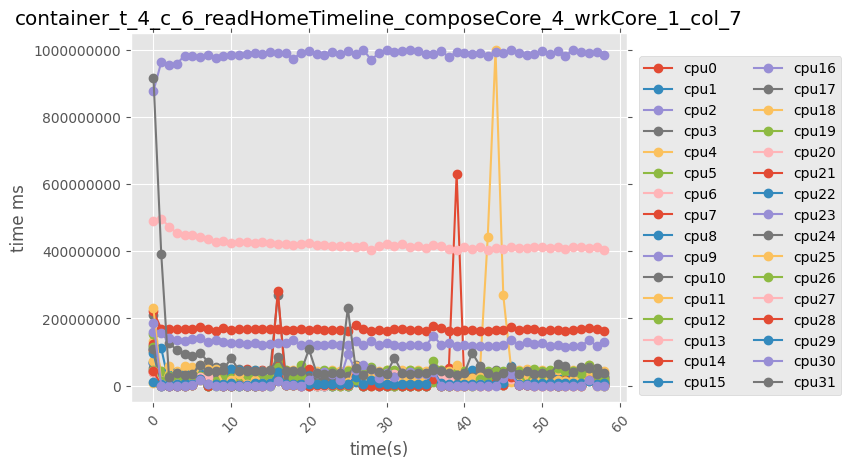 container_t_4_c_6_readHomeTimeline_composeCore_4_wrkCore_1_col_7
time ms
1000000000
800000000
600000000
400000000
200000000
0
0 10 20 30 40 50 60
time(s)
cpu0 cpu16
cpu1 cpu17
cpu2 cpu18
cpu3 cpu19
cpu4 cpu20
cpu5 cpu21
cpu6 cpu22
cpu7 cpu23
cpu8 cpu24
cpu9 cpu25
cpu10 cpu26
cpu11 cpu27
cpu12 cpu28
cpu13 cpu29
cpu14 cpu30
cpu15 cpu31